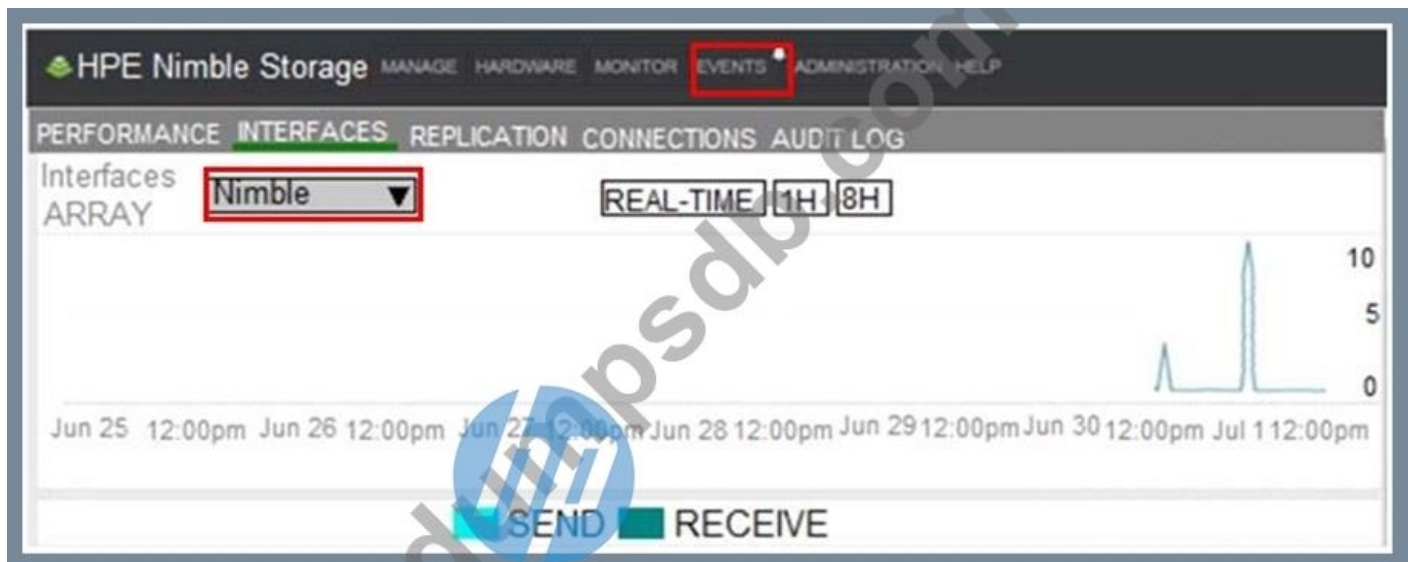 HPE Nimble Storage MANAGE HARDWARE MONITOR EVENTS ADMINISTRATION HELP
PERFORMANCE INTERFACES REPLICATION CONNECTIONS AUDIT LOG
Interfaces
ARRAY Nimble REAL-TIME 1H 8H
10
5
0
Jun 25 12:00pm Jun 26 12:00pm Jun 27 12:00pm Jun 28 12:00pm Jun 29 12:00pm Jun 30 12:00pm Jul 1 12:00pm
SEND RECEIVE
dumpsdb.com